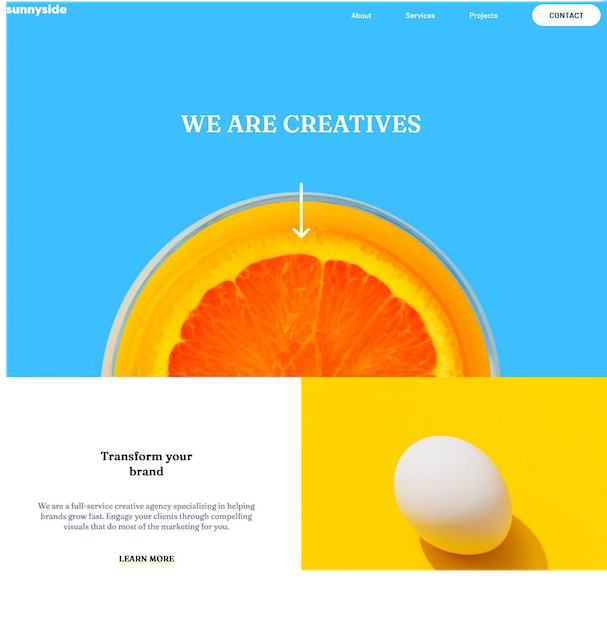 sunnyside
About Services Projects CONTACT
WE ARE CREATIVES
Transform your
brand
We are a full-service creative agency specializing in helping
brands grow fast. Engage your clients through compelling
visuals that do most of the marketing for you.
LEARN MORE